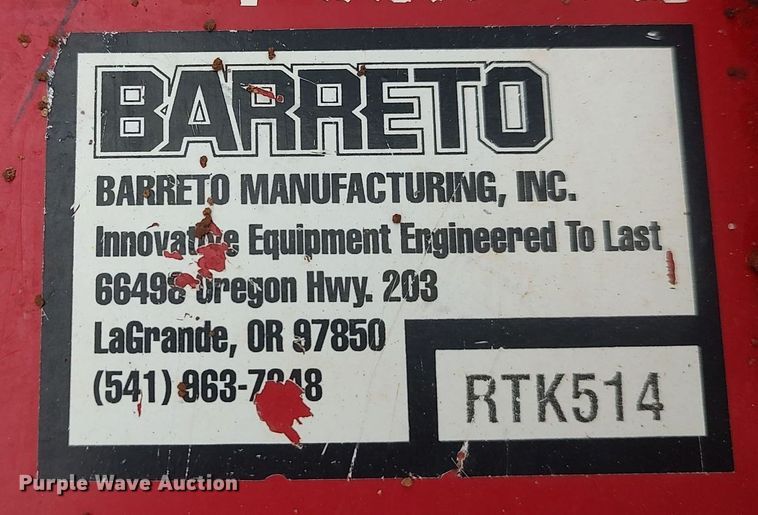 BARRETO
BARRETO MANUFACTURING, INC.
Innovative Equipment Engineered To Last
66498 Oregon Hwy. 203
LaGrande, OR 97850
(541)
RTK514
Purple Wave Auction